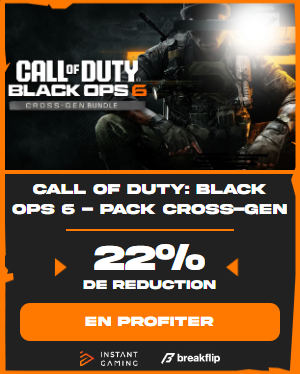 CALL OF DUTY
BLACK OPS 6
CROSS-GEN BUNDLE
CALL OF DUTY: BLACK
OPS 6 - PACK CROSS-GEN
22%
DE REDUCTION
EN PROFITER
INSTANT GAMING
breakflip